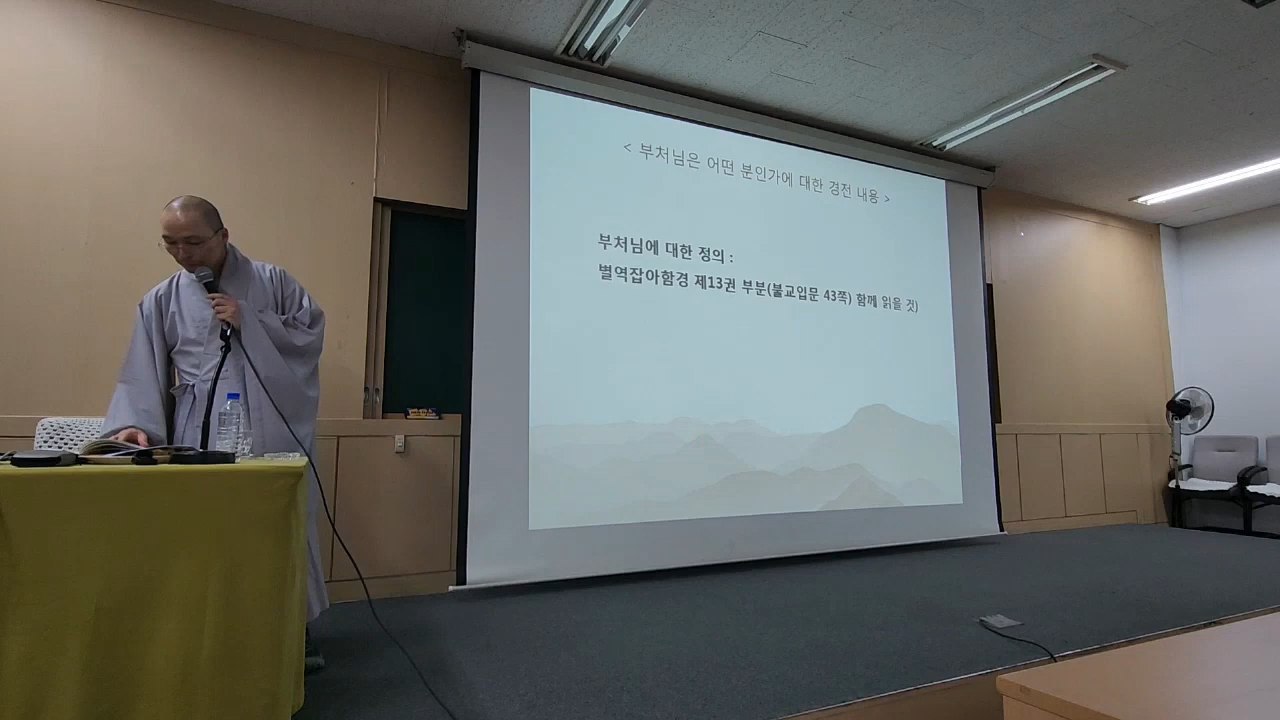 < 부처님은 어떤 분인가에 대한 경전 내용 >
부처님에 대한 정의 :
별역잡아함경 제13권 부분(불교입문 43쪽) 함께 읽을 것)